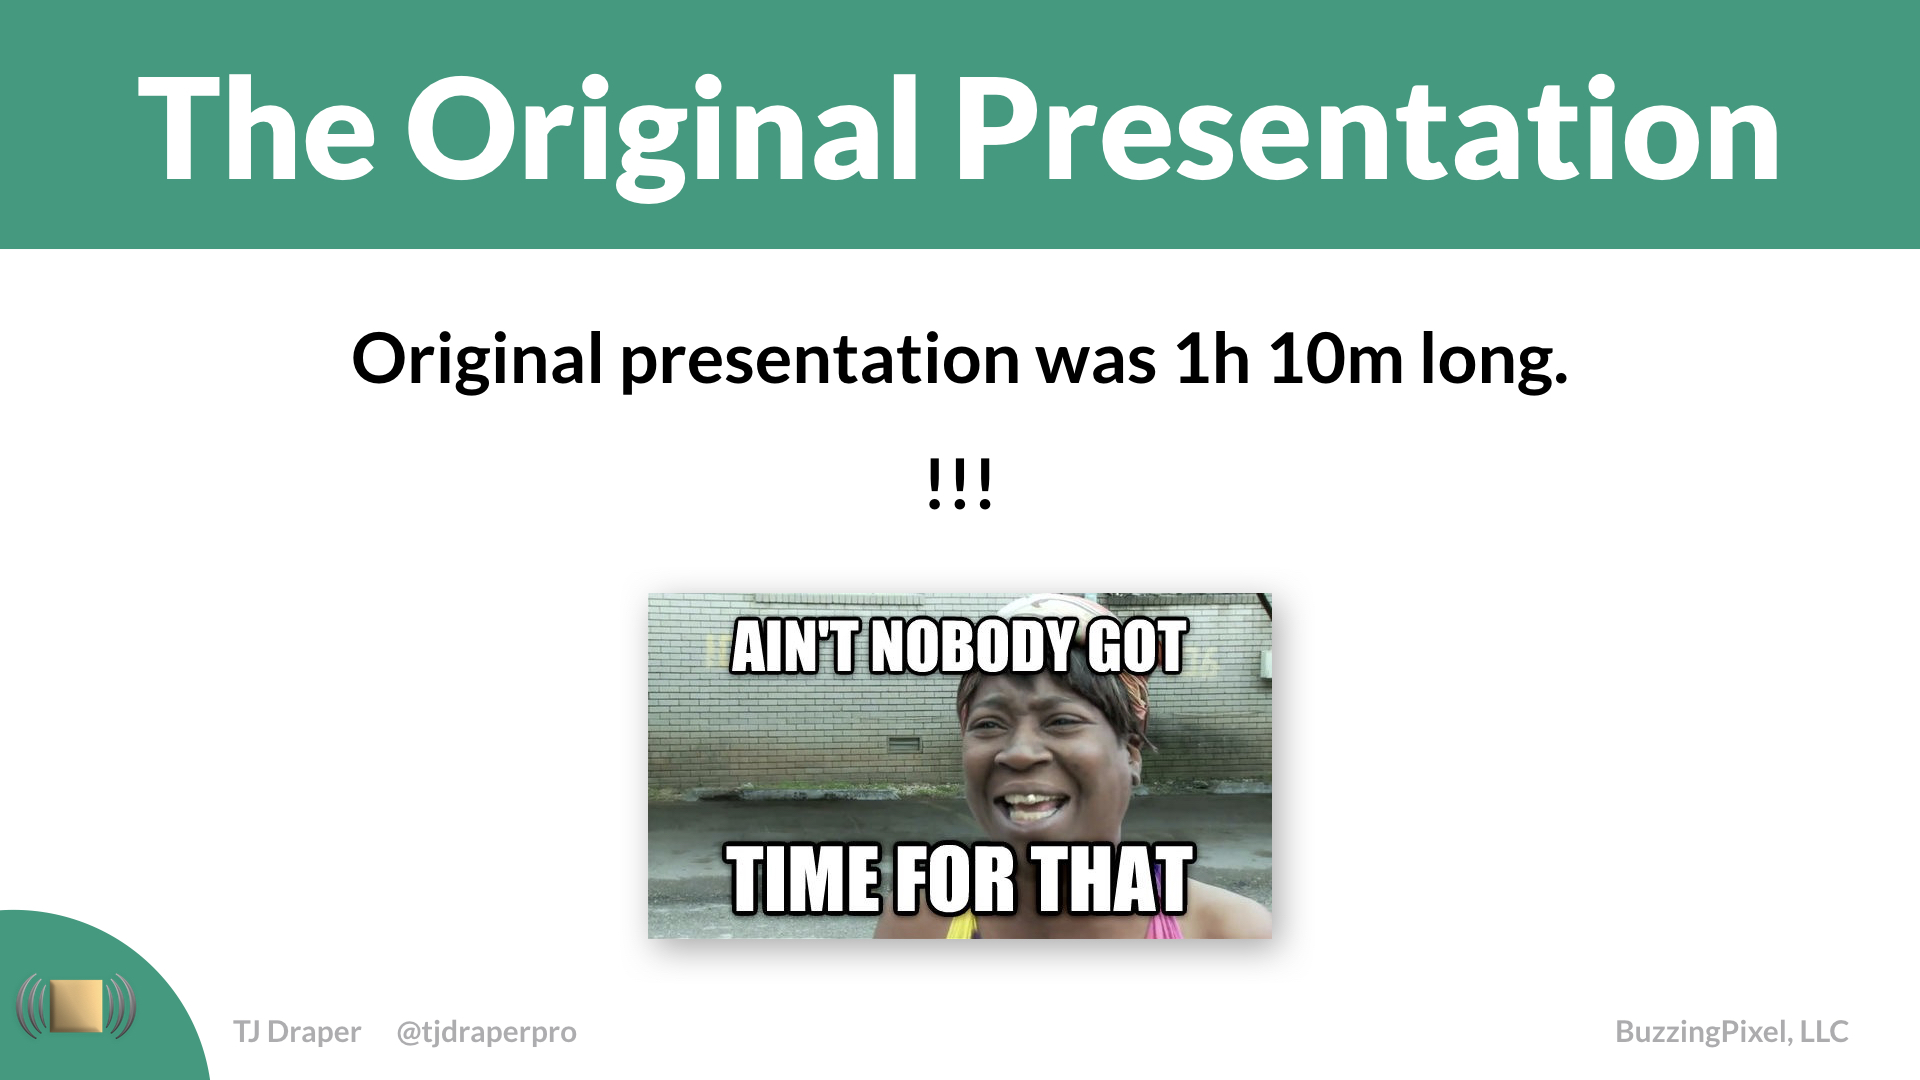 The Original Presentation
Original presentation was 1h 10m long.
!!!
AIN'T NOBODY GOT
TIME FOR THAT
TJ Draper @tjdraperpro
BuzzingPixel, LLC